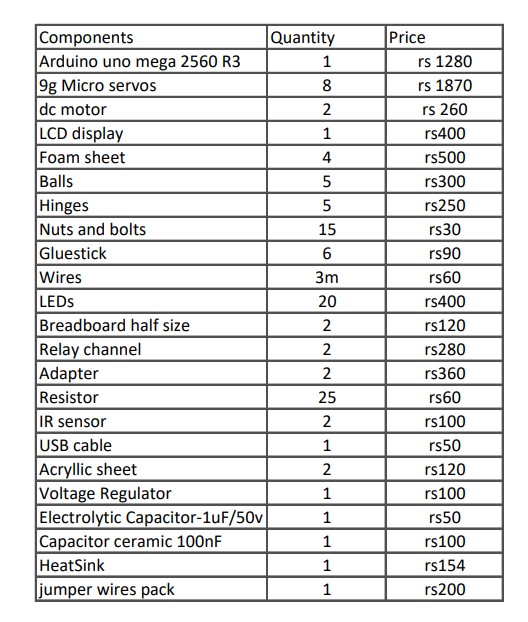 Components Quantity Price
Arduino uno mega 2560 R3 1 rs 1280
9g Micro servos 8 rs 1870
dc motor 2 rs 260
LCD display 1 rs400
Foam sheet 4 rs500
Balls 5 rs300
Hinges 5 rs250
Nuts and bolts 15 rs30
Gluestick 6 rs90
Wires 3m rs60
LEDs 20 rs400
Breadboard half size 2 rs120
Relay channel 2 rs280
Adapter 2 rs360
Resistor 25 rs60
IR sensor 2 rs100
USB cable 1 rs50
Acryllic sheet 2 rs120
Voltage Regulator 1 rs100
Electrolytic Capacitor-1uF/50v 1 rs50
Capacitor ceramic 100nF 1 rs100
HeatSink 1 rs154
jumper wires pack 1 rs200